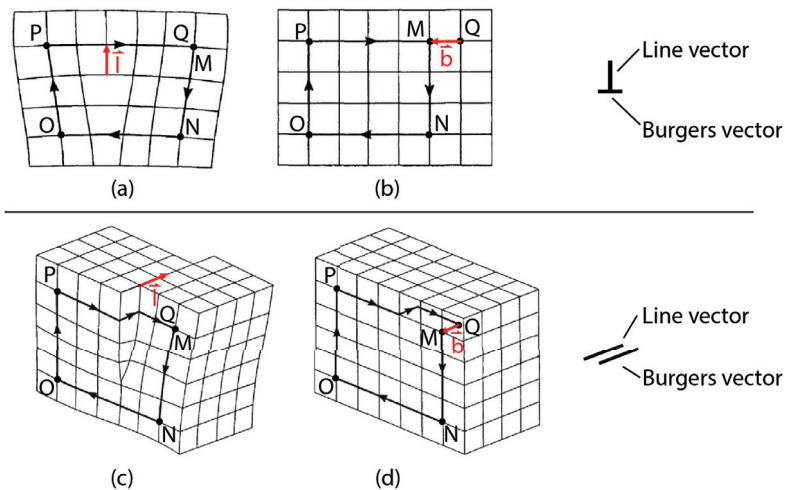 P Q M
l
O N
(a)
P M Q
b
O N
(b)
Line vector
Burgers vector
P
l
Q
M
O
N
(c)
P
Q
M
b
O
N
(d)
Line vector
Burgers vector